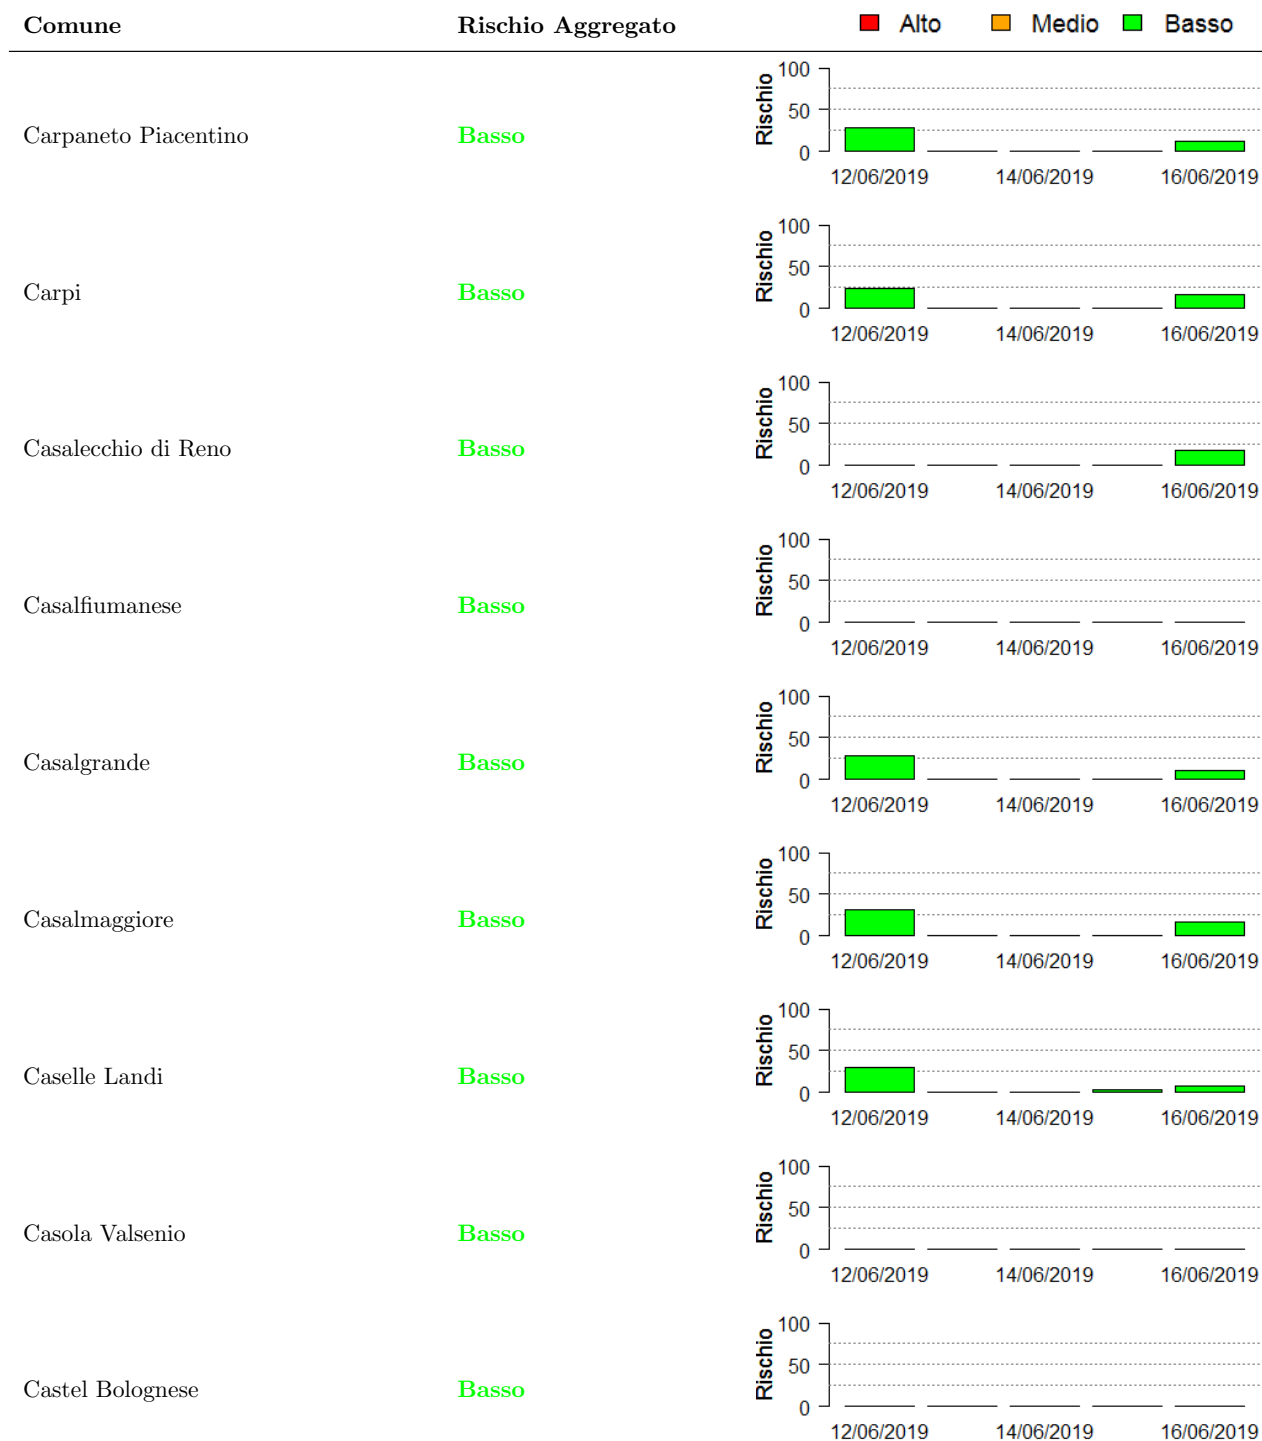 Comune Rischio Aggregato Alto Medio Basso
100
50
0
Rischio
Carpaneto Piacentino Basso
12/06/2019 14/06/2019 16/06/2019
100
50
0
Rischio
Carpi Basso
12/06/2019 14/06/2019 16/06/2019
100
50
0
Rischio
Casalecchio di Reno Basso
12/06/2019 14/06/2019 16/06/2019
100
50
0
Rischio
Casalfiumanese Basso
12/06/2019 14/06/2019 16/06/2019
100
50
0
Rischio
Casalgrande Basso
12/06/2019 14/06/2019 16/06/2019
100
50
0
Rischio
Casalmaggiore Basso
12/06/2019 14/06/2019 16/06/2019
100
50
0
Rischio
Caselle Landi Basso
12/06/2019 14/06/2019 16/06/2019
100
50
0
Rischio
Casola Valsenio Basso
12/06/2019 14/06/2019 16/06/2019
100
50
0
Rischio
Castel Bolognese Basso
12/06/2019 14/06/2019 16/06/2019